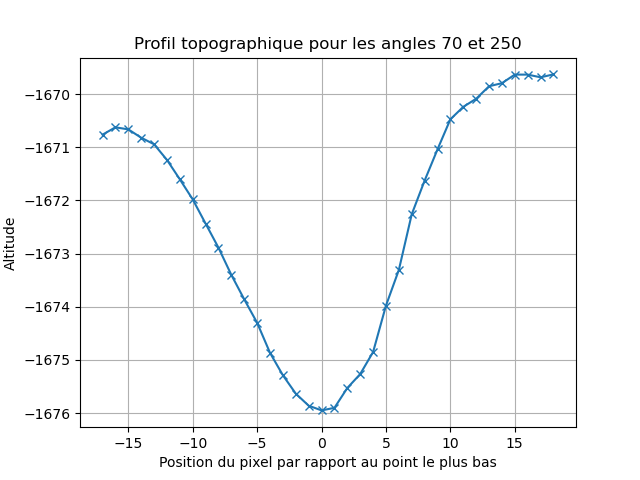 Profil topographique pour les angles 70 et 250
−1670
−1671
−1672
−1673
−1674
−1675
−1676
Altitude
−15 −10 −5 0 5 10 15
Position du pixel par rapport au point le plus bas